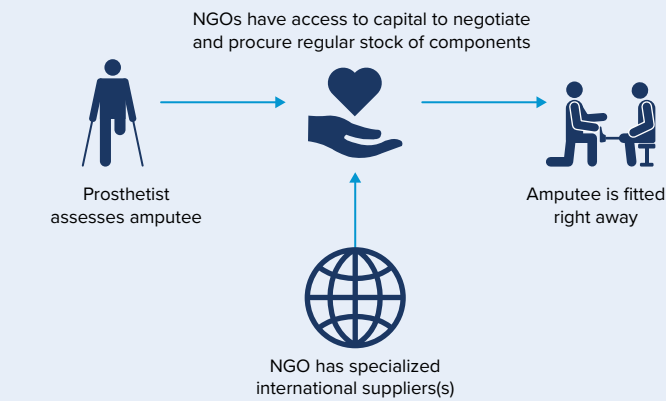 NGOs have access to capital to negotiate
and procure regular stock of components
Prosthetist
assesses amputee
Amputee is fitted
right away
NGO has specialized
international suppliers(s)